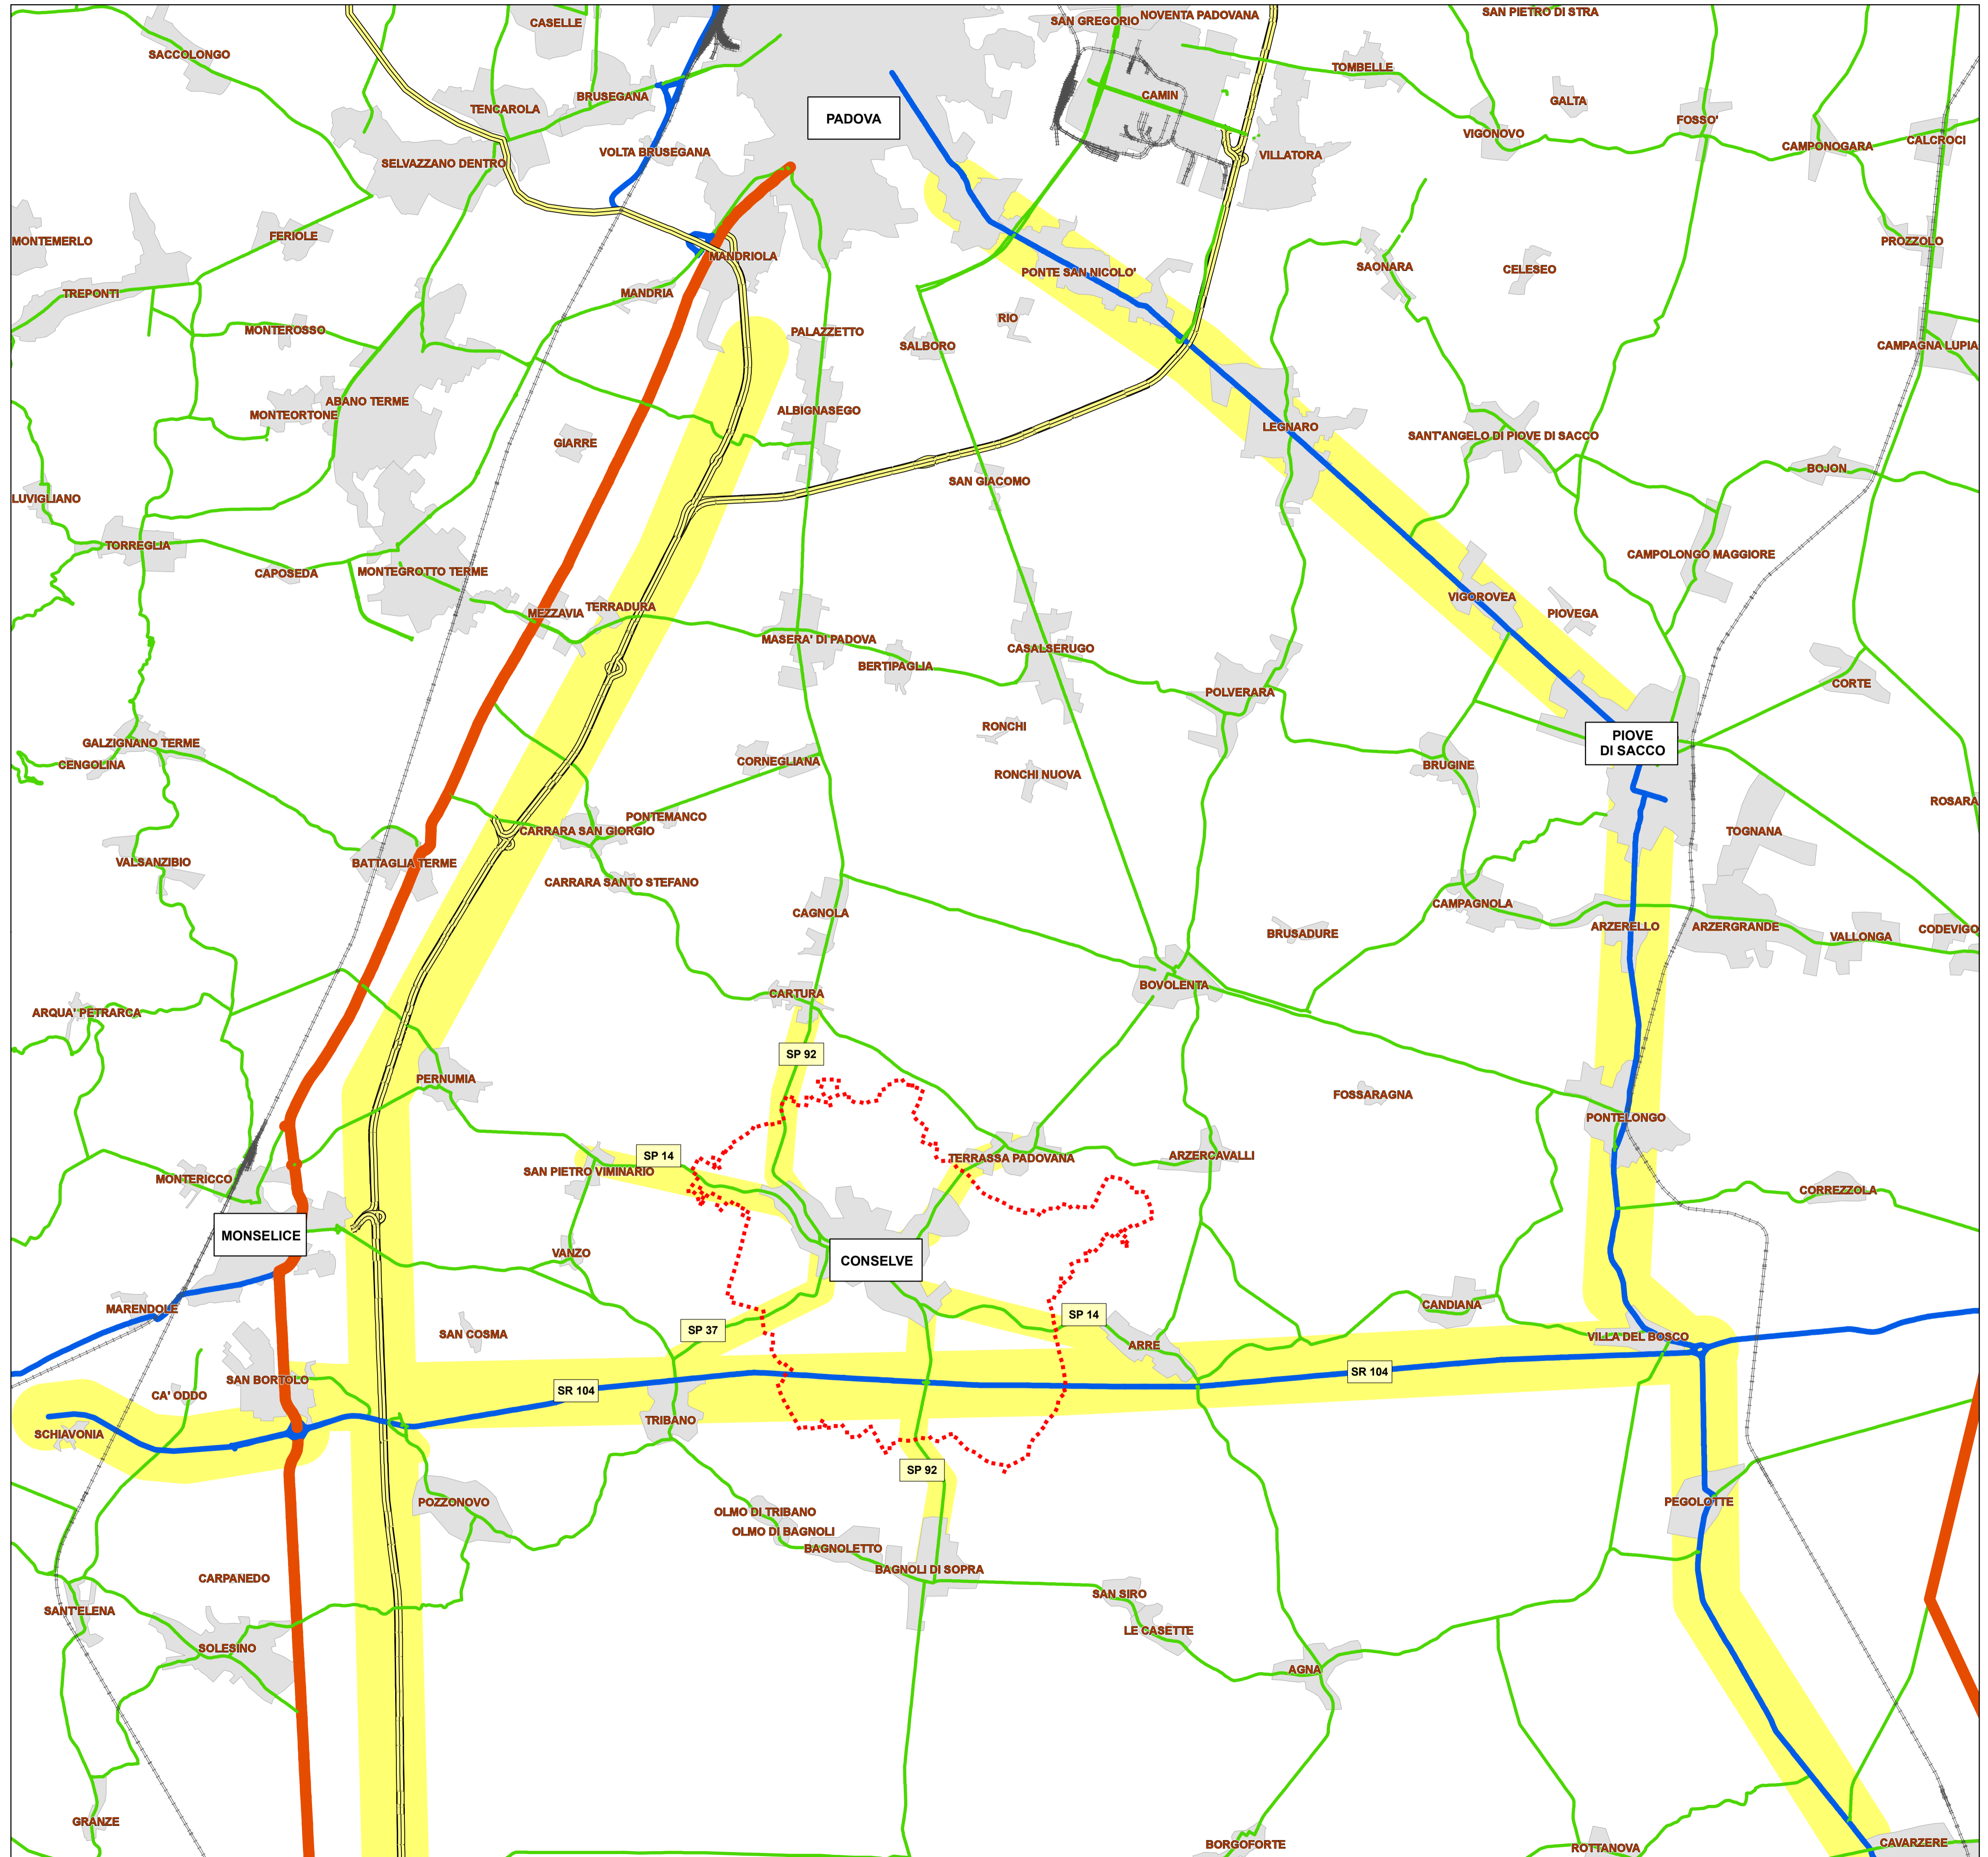 CASELLE
SAN GREGORIO
NOVENTA PADOVANA
SAN PIETRO DI STRA
SACCOLONGO
TOMBELLE
BRUSEGANA
TENCAROLA
CAMIN
GALTA
PADOVA
FOSSO'
VIGONOVO
CALCROCI
CAMPONOGARA
VOLTA BRUSEGANA
VILLATORA
SELVAZZANO DENTRO
FERIOLE
MONTEMERLO
PROZZOLO
MANDRIOLA
SAONARA
CELESEO
PONTE SAN NICOLO'
TREPONTI
MANDRIA
RIO
MONTEROSSO
PALAZZETTO
SALBORO
CAMPAGNA LUPIA
ABANO TERME
MONTEORTONE
ALBIGNASEGO
LEGNARO
SANT'ANGELO DI PIOVE DI SACCO
GIARRE
BOJON
SAN GIACOMO
LUVIGLIANO
TORREGLIA
CAMPOLONGO MAGGIORE
CAPOSEDA
MONTEGROTTO TERME
VIGOROVEA
MEZZAVIA
TERRADURA
PIOVEGA
MASERA' DI PADOVA
CASALSERUGO
BERTIPAGLIA
CORTE
POLVERARA
RONCHI
PIOVE
DI SACCO
GALZIGNANO TERME
CENGOLINA
CORNEGLIANA
BRUGINE
RONCHI NUOVA
ROSARA
PONTEMANCO
CARRARA SAN GIORGIO
TOGNANA
VALSANZIBIO
BATTAGLIA TERME
CARRARA SANTO STEFANO
CAMPAGNOLA
CAGNOLA
ARZERELLO
ARZERGRANDE
BRUSADURE
VALLONGA
CODEVIGO
BOVOLENTA
CARTURA
ARQUA' PETRARCA
SP 92
PERNUMIA
FOSSARAGNA
PONTELONGO
SP 14
TERRASSA PADOVANA
ARZERCAVALLI
SAN PIETRO VIMINARIO
MONTERICCO
CORREZZOLA
MONSELICE
VANZO
CONSELVE
MARENDOLE
CANDIANA
SP 14
SP 37
SAN COSMA
VILLA DEL BOSCO
ARRE
SR 104
SAN BORTOLO
SR 104
CA' ODDO
TRIBANO
SCHIAVONIA
SP 92
POZZONOVO
PEGOLOTTE
OLMO DI TRIBANO
OLMO DI BAGNOLI
BAGNOLETTO
BAGNOLI DI SOPRA
CARPANEDO
SAN SIRO
SANT'ELENA
LE CASETTE
SOLESINO
AGNA
GRANZE
BORGOFORTE
ROTTANOVA
CAVARZERE